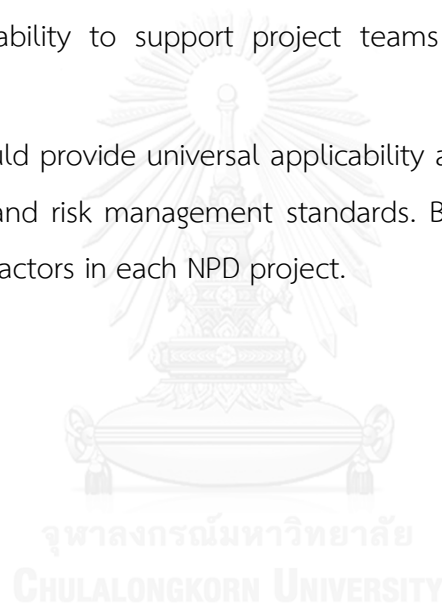 ability to support project teams
uld provide universal applicability a
and risk management standards. B
actors in each NPD project.
จุฬาลงกรณ์มหาวิทยาลัย
CHULALONGKORN UNIVERSITY